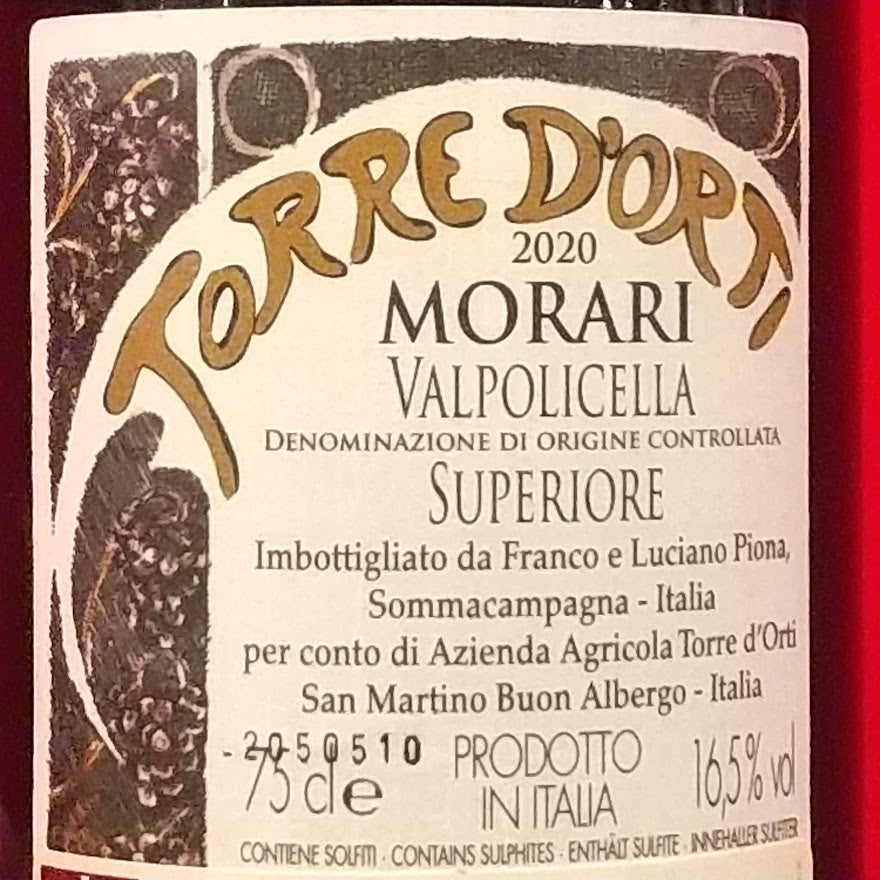 TORRE D'ORTI
2020
MORARI
VALPOLICELLA
DENOMINAZIONE DI ORIGINE CONTROLLATA
SUPERIORE
Imbottigliato da Franco e Luciano Piona,
Sommacampagna - Italia
per conto di Azienda Agricola Torre d'Orti
San Martino Buon Albergo - Italia
- 2050510
75 cl e PRODOTTO IN ITALIA 16,5% vol
CONTIENE SOLFITI - CONTAINS SULPHITES - ENTHÄLT SULFITE - INNEHALLER SULFITER